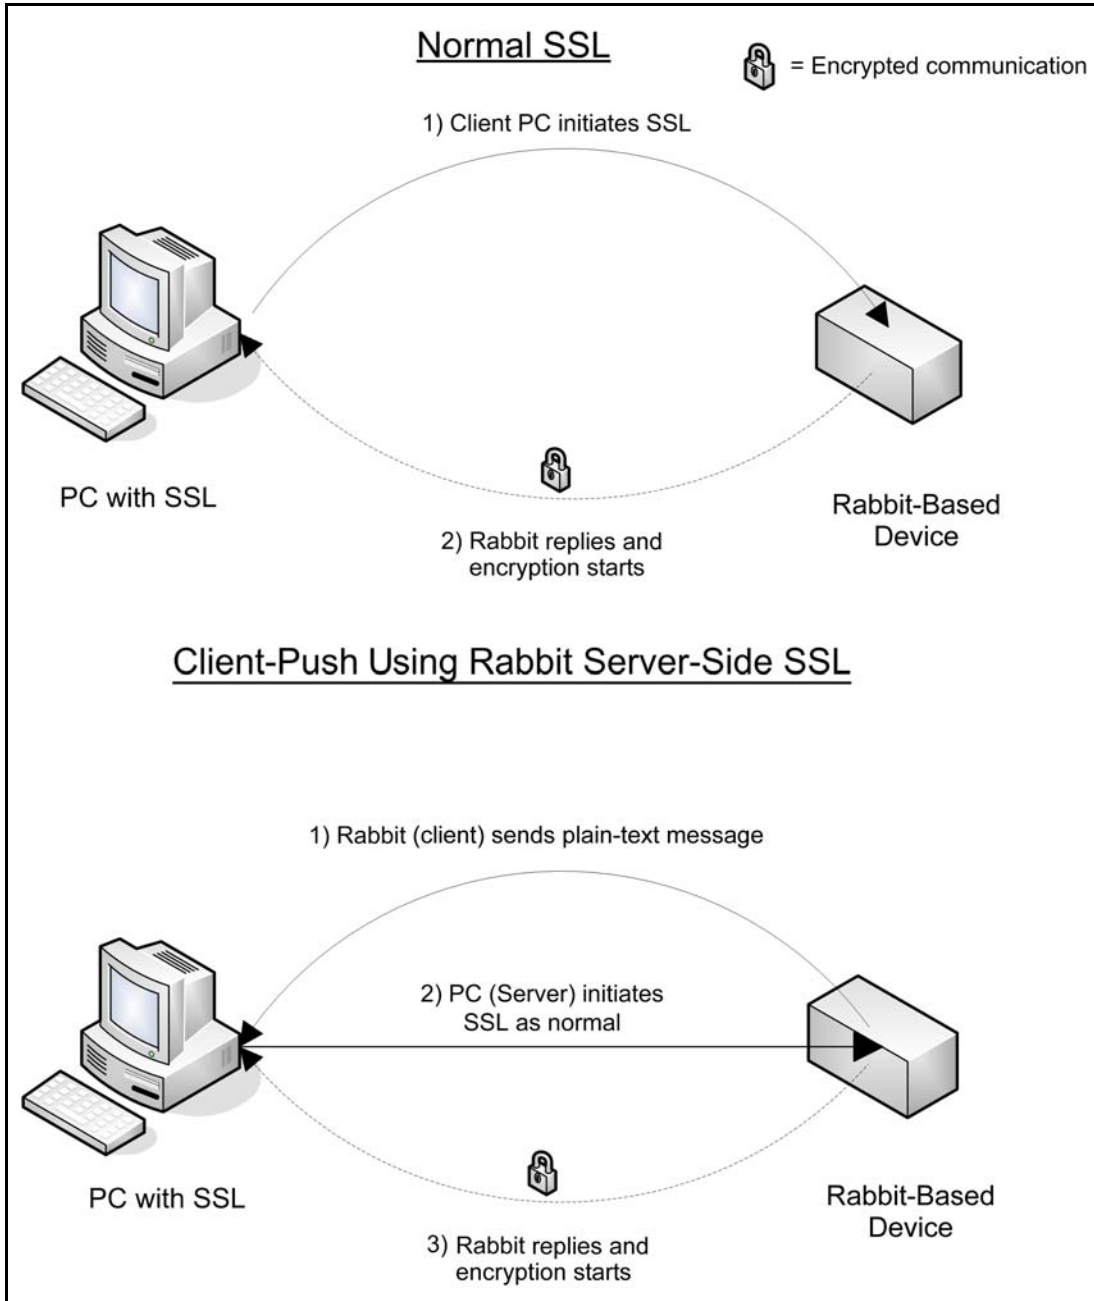 Normal SSL
= Encrypted communication
1) Client PC initiates SSL
PC with SSL
Rabbit-Based
Device
2) Rabbit replies and
encryption starts
Client-Push Using Rabbit Server-Side SSL
1) Rabbit (client) sends plain-text message
2) PC (Server) initiates
SSL as normal
PC with SSL
Rabbit-Based
Device
3) Rabbit replies and
encryption starts